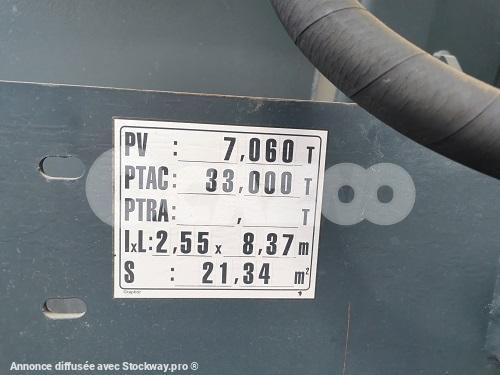 PV : 7,060 T
PTAC: 33,000 T
PTRA: , T
IxL: 2,55 x 8,37 m
S : 21,34 m²
Annonce diffusée avec Stockway.pro ®